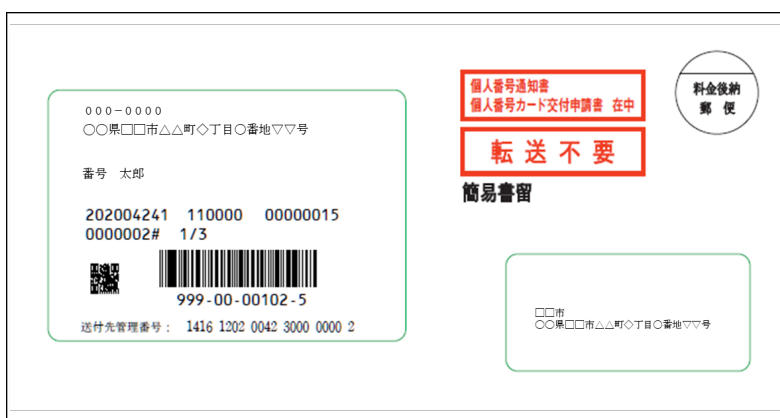 000-0000
〇〇県□□市△△町◇丁目〇番地▽▽号
番号 太郎
202004241 110000 00000015
0000002# 1/3
999-00-00102-5
送付先管理番号： 1416 1202 0042 3000 0000 2
個人番号通知書
個人番号カード交付申請書 在中
転送不要
簡易書留
料金後納
郵便
□□市
〇〇県□□市△△町◇丁目〇番地▽▽号